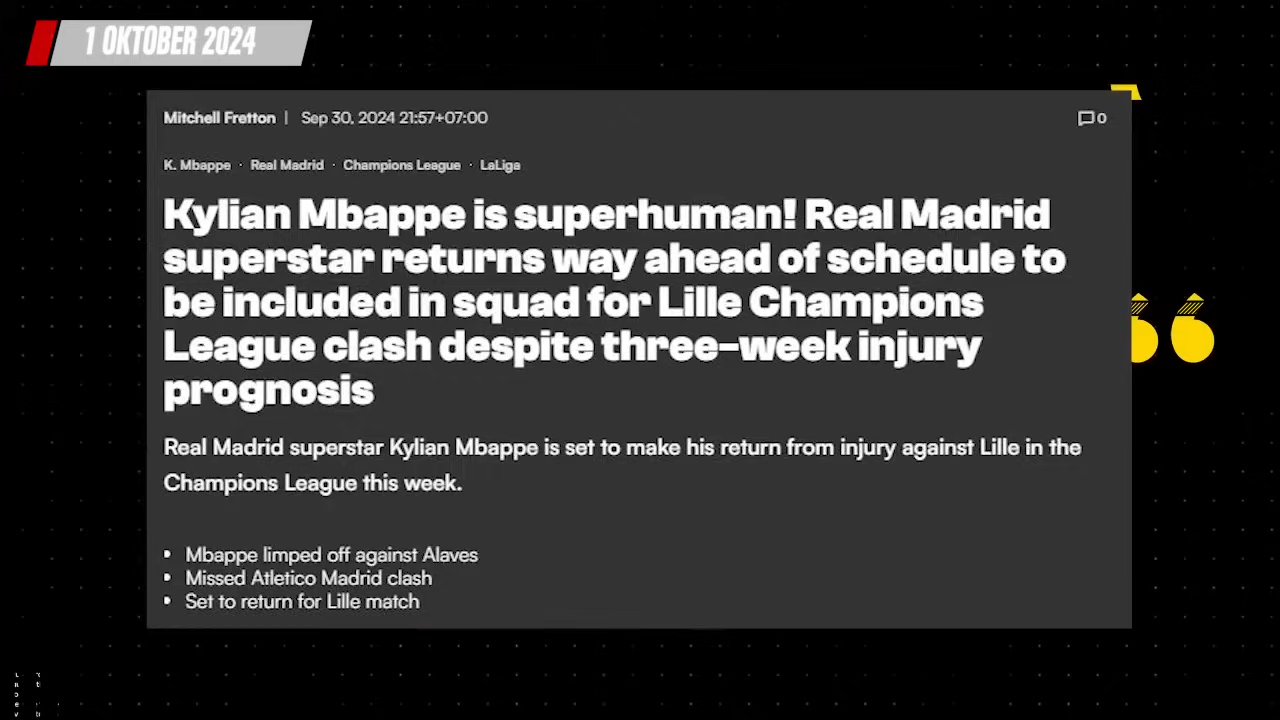 1 OKTOBER 2024
Mitchell Fretton | Sep 30, 2024 21:57+07:00
0
K. Mbappe · Real Madrid · Champions League · LaLiga
Kylian Mbappe is superhuman! Real Madrid
superstar returns way ahead of schedule to
be included in squad for Lille Champions
League clash despite three-week injury
prognosis
Real Madrid superstar Kylian Mbappe is set to make his return from injury against Lille in the
Champions League this week.
• Mbappe limped off against Alaves
• Missed Atletico Madrid clash
• Set to return for Lille match